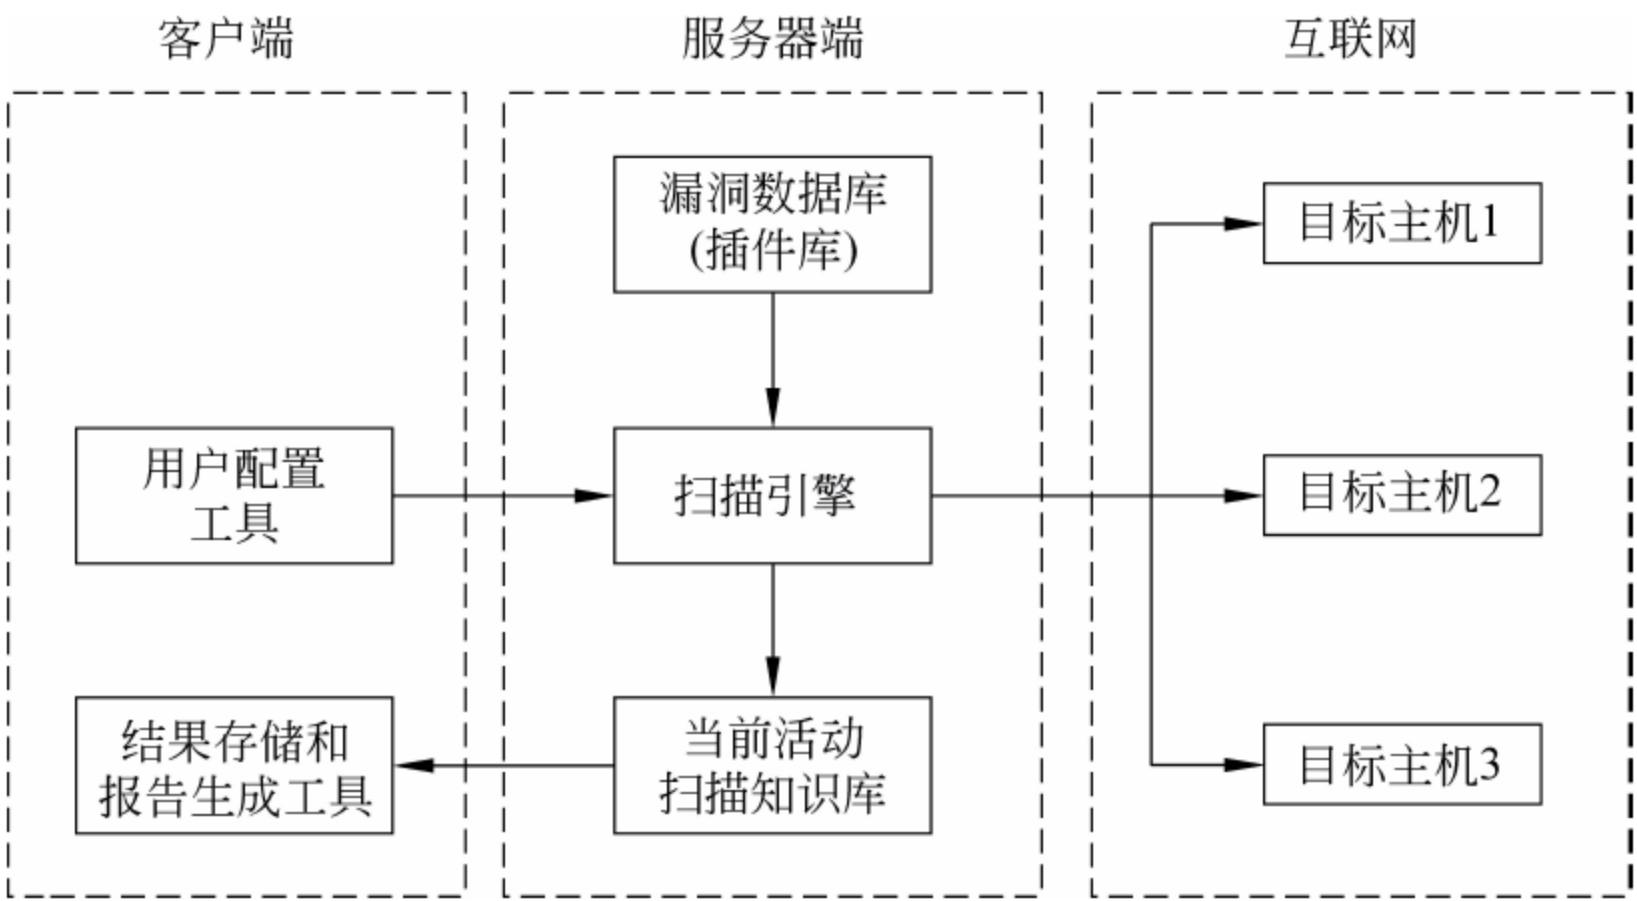 客户端
服务器端
互联网
漏洞数据库
(插件库)
目标主机1
用户配置
工具
扫描引擎
目标主机2
结果存储和
报告生成工具
当前活动
扫描知识库
目标主机3